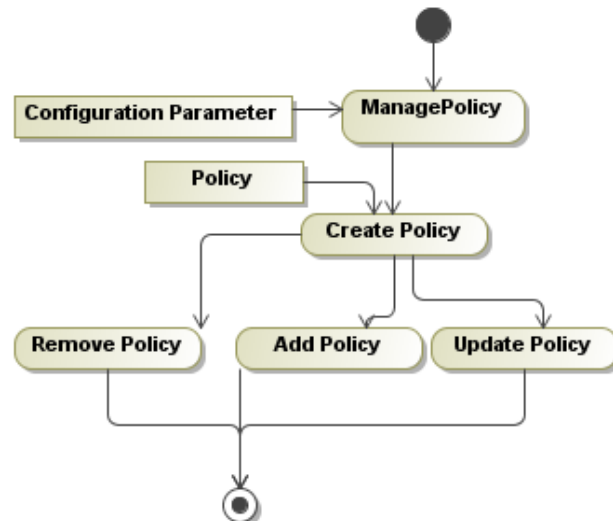 ManagePolicy
Configuration Parameter
Policy
Create Policy
Remove Policy
Add Policy
Update Policy